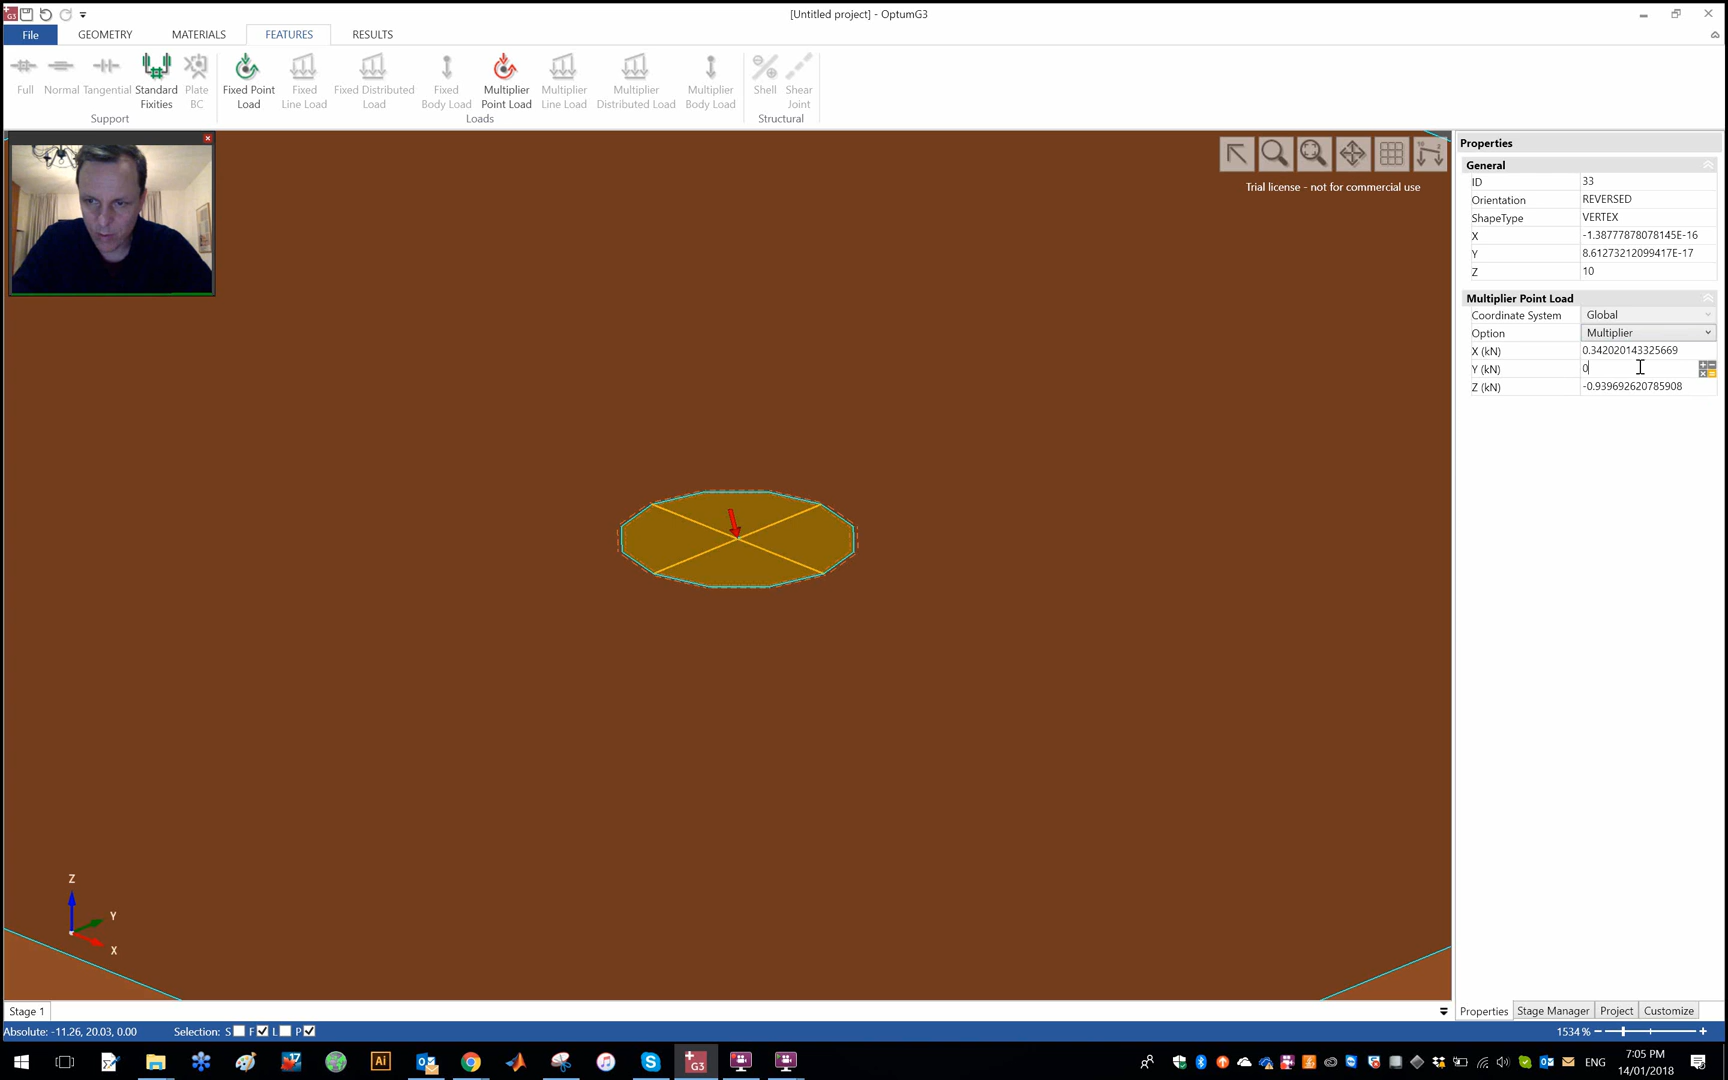 [Untitled project] - OptumG3
File GEOMETRY MATERIALS FEATURES RESULTS
Full Normal Tangential Standard Fixities Plate BC
Fixed Point Load Fixed Line Load Fixed Distributed Load Fixed Body Load Multiplier Point Load Multiplier Line Load Multiplier Distributed Load Multiplier Body Load
Shell Shear Joint
Support Loads Structural
Trial license - not for commercial use
Properties
General
ID 33
Orientation REVERSED
ShapeType VERTEX
X -1.38777878078145E-16
Y 8.61273212099417E-17
Z 10
Multiplier Point Load
Coordinate System Global
Option Multiplier
X (kN) 0.342020143325669
Y (kN) 0
Z (kN) -0.939692620785908
Z
Y
X
Stage 1
Properties Stage Manager Project Customize
Absolute: -11.26, 20.03, 0.00 Selection: S F L P 1534 %
G3 Ai 17 G3 ENG 7:05 PM
14/01/2018